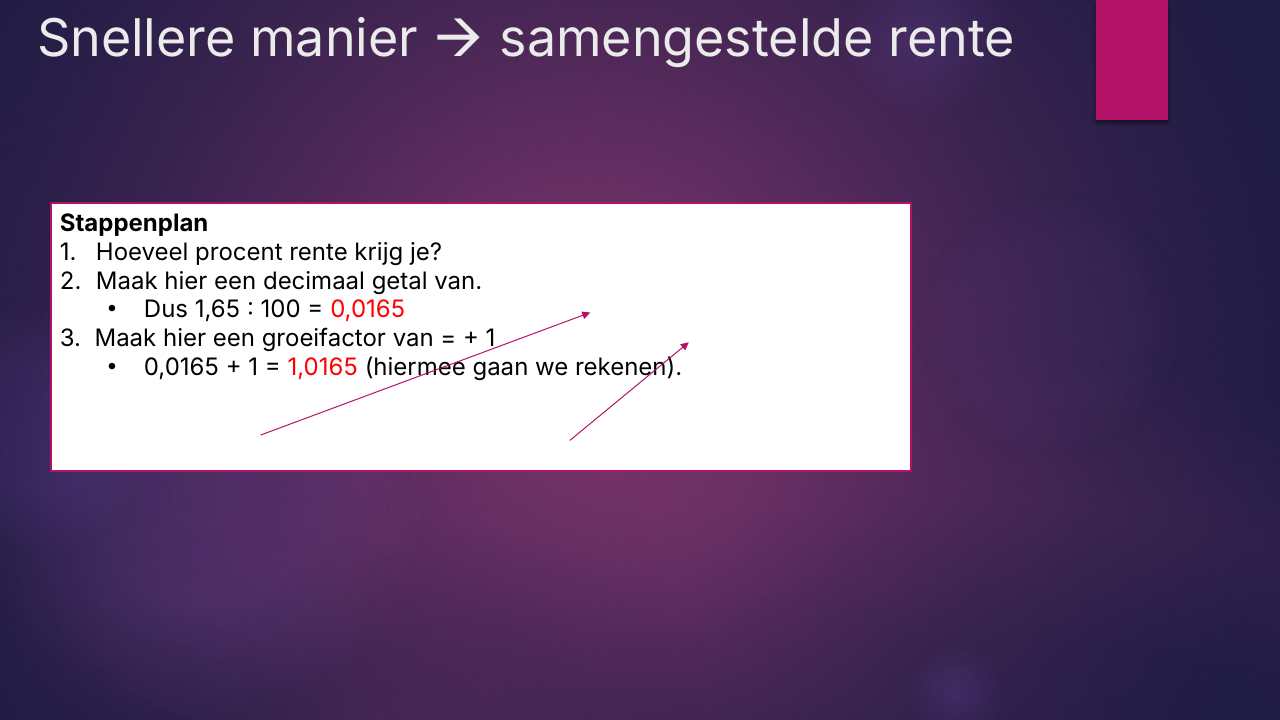 Snellere manier → samengestelde rente
Stappenplan
1. Hoeveel procent rente krijg je?
2. Maak hier een decimaal getal van.
• Dus 1,65 : 100 = 0,0165
3. Maak hier een groeifactor van = + 1
• 0,0165 + 1 = 1,0165 (hiermee gaan we rekenen).